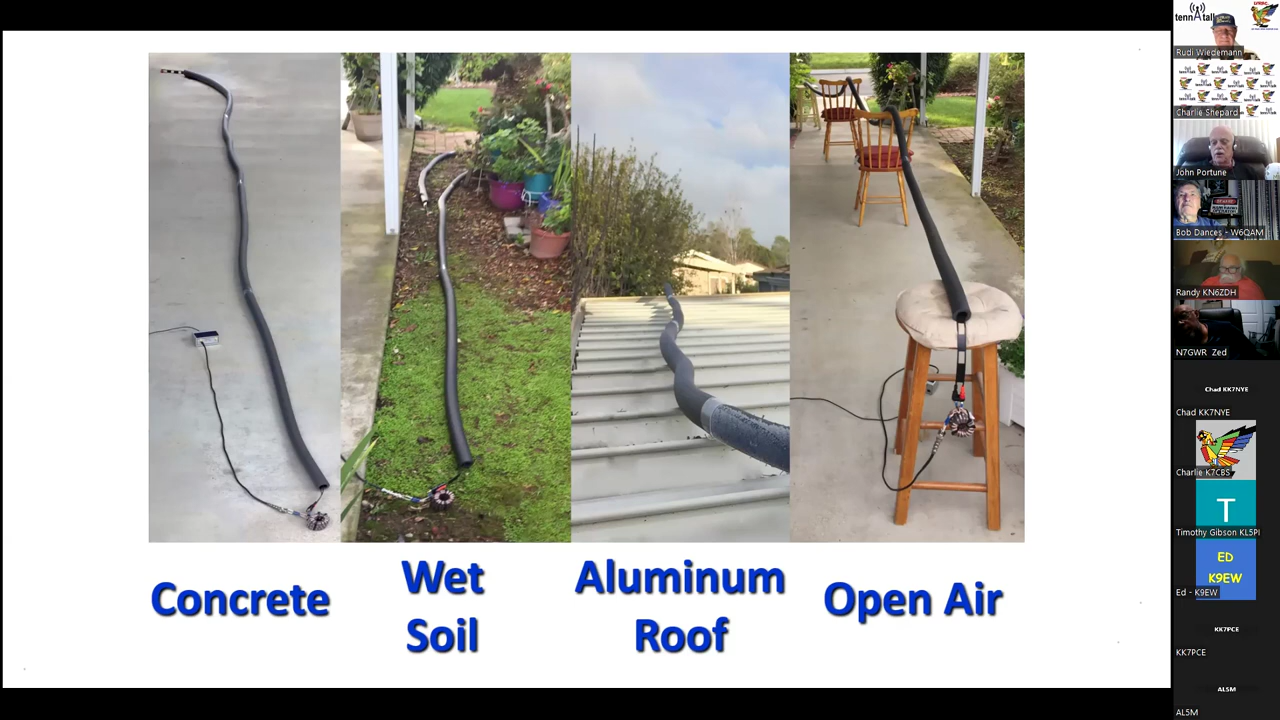 Concrete
Wet
Soil
Aluminum
Roof
Open Air
tennAtalk
Rudi Wiedemann
Charlie Shepard
John Portune
Bob Dances - W6QAM
Randy KN6ZDH
N7GWR Zed
Chad KK7NYE
Chad KK7NYE
Charlie K7CBS
T
Timothy Gibson KL5PI
ED
K9EW
Ed - K9EW
KK7PCE
KK7PCE
AL5M
AL5M